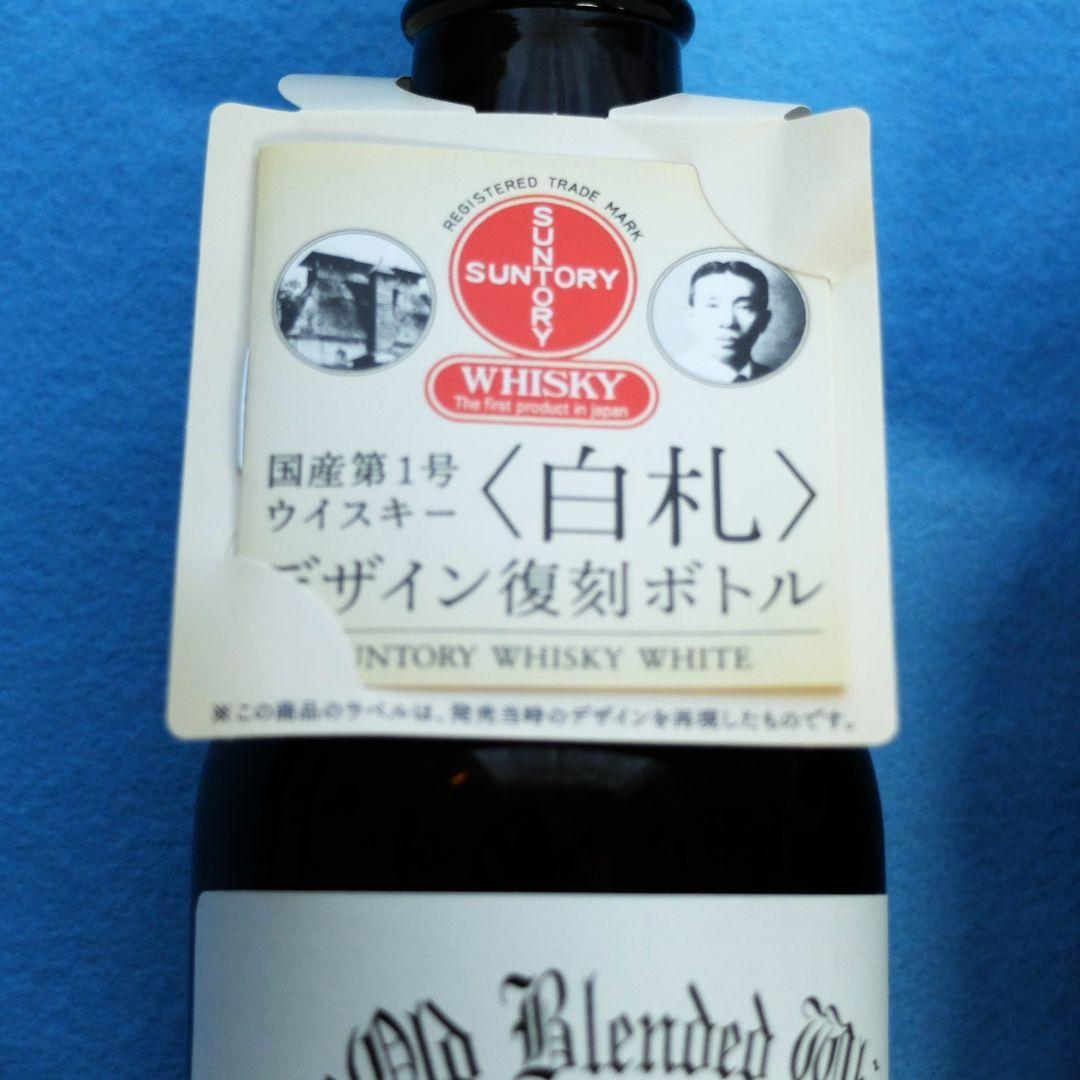 REGISTERED TRADE MARK
SUNTORY
SUNTORY
WHISKY
The first product in japan
国産第1号
ウイスキー
〈白札〉
デザイン復刻ボトル
UNTORY WHISKY WHITE
※この商品のラベルは、発売当時のデザインを再現したものです。
Old Blended